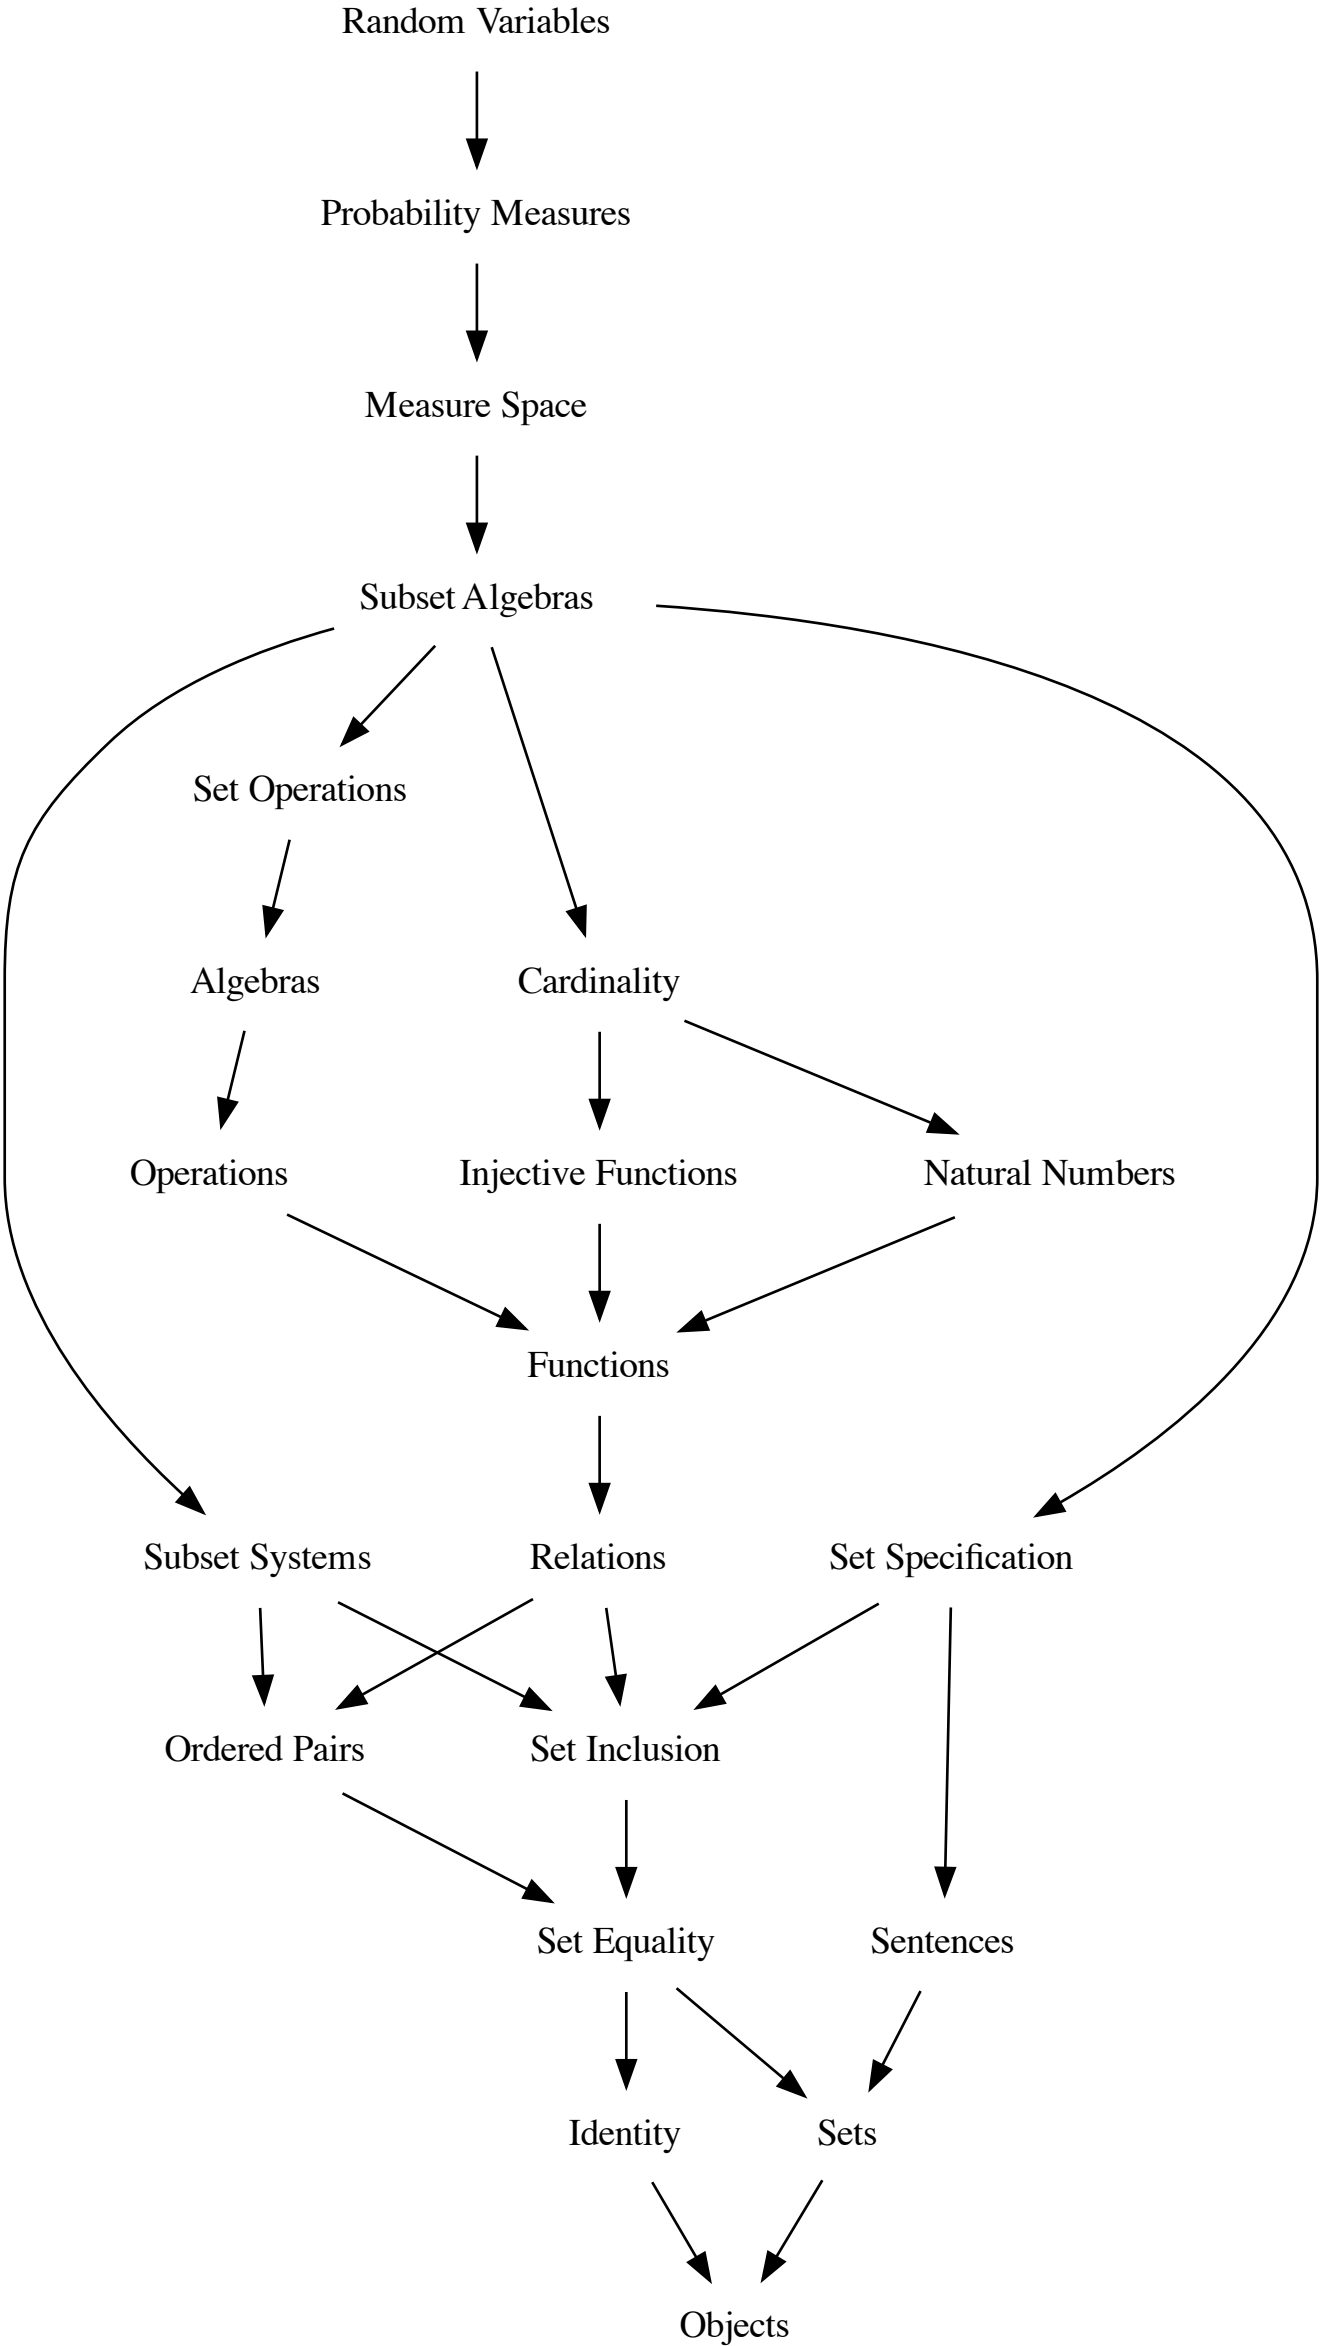 Random Variables
Probability Measures
Measure Space
Subset Algebras
Set Operations
Algebras
Cardinality
Operations
Injective Functions
Natural Numbers
Functions
Subset Systems
Relations
Set Specification
Ordered Pairs
Set Inclusion
Set Equality
Sentences
Identity
Sets
Objects